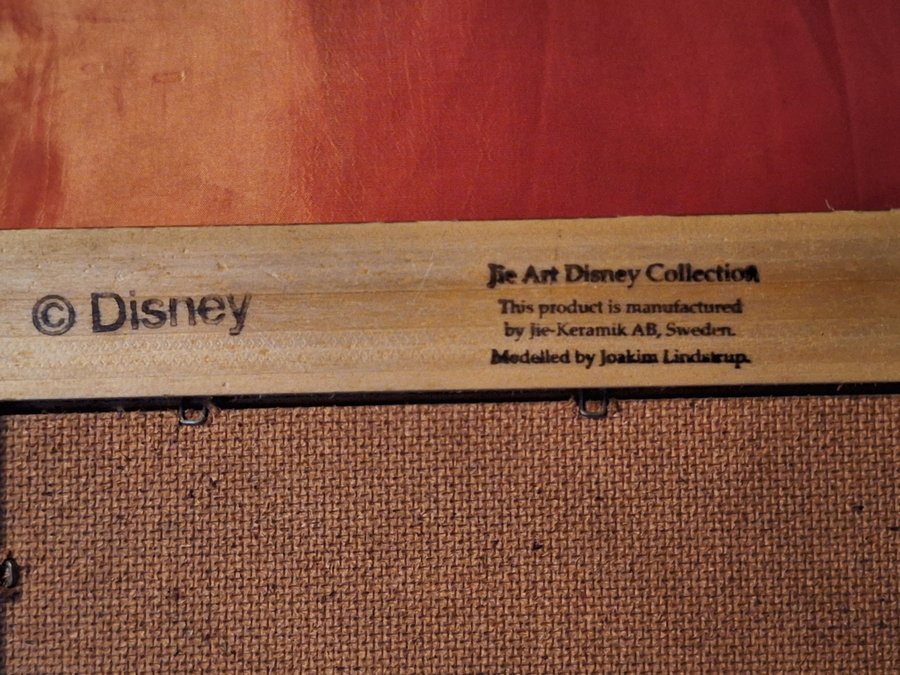 © Disney
Jie Art Disney Collection
This product is manufactured
by Jie-Keramik AB, Sweden.
Modelled by Joakim Lindstrup.